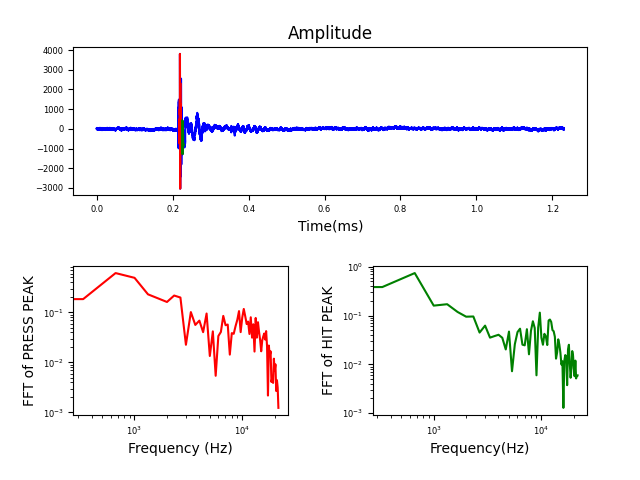 Amplitude
4000
3000
2000
1000
0
−1000
−2000
−3000
0.0 0.2 0.4 0.6 0.8 1.0 1.2
Time(ms)
FFT of PRESS PEAK
10⁻¹
10⁻²
10⁻³
10³ 10⁴
Frequency (Hz)
FFT of HIT PEAK
10⁰
10⁻¹
10⁻²
10⁻³
10³ 10⁴
Frequency(Hz)